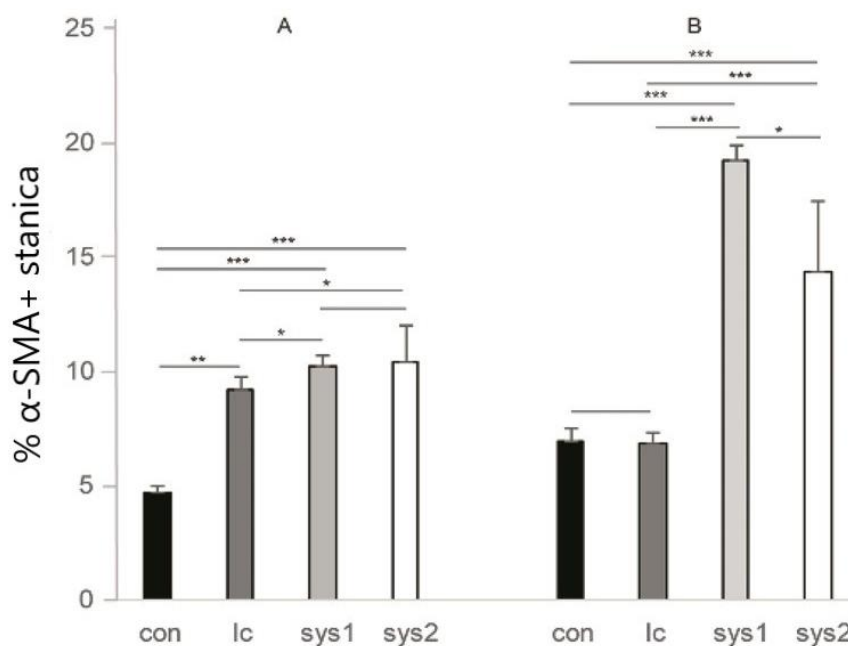 % α-SMA+ stanica
25
20
15
10
5
0
A
***
***
*
**
*
con
lc
sys1
sys2
B
***
***
***
***
*
con
lc
sys1
sys2